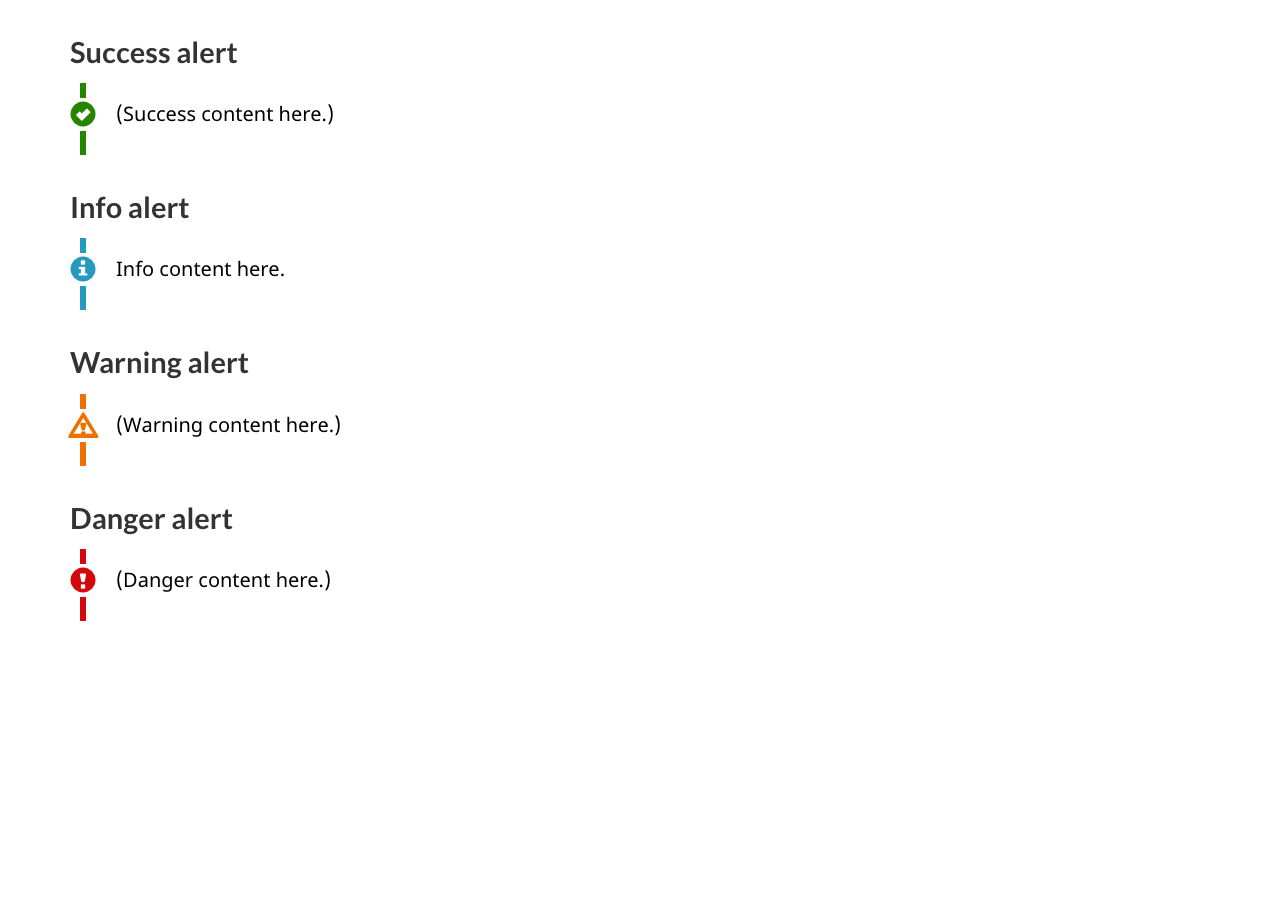 Success alert
(Success content here.)
Info alert
Info content here.
Warning alert
(Warning content here.)
Danger alert
(Danger content here.)